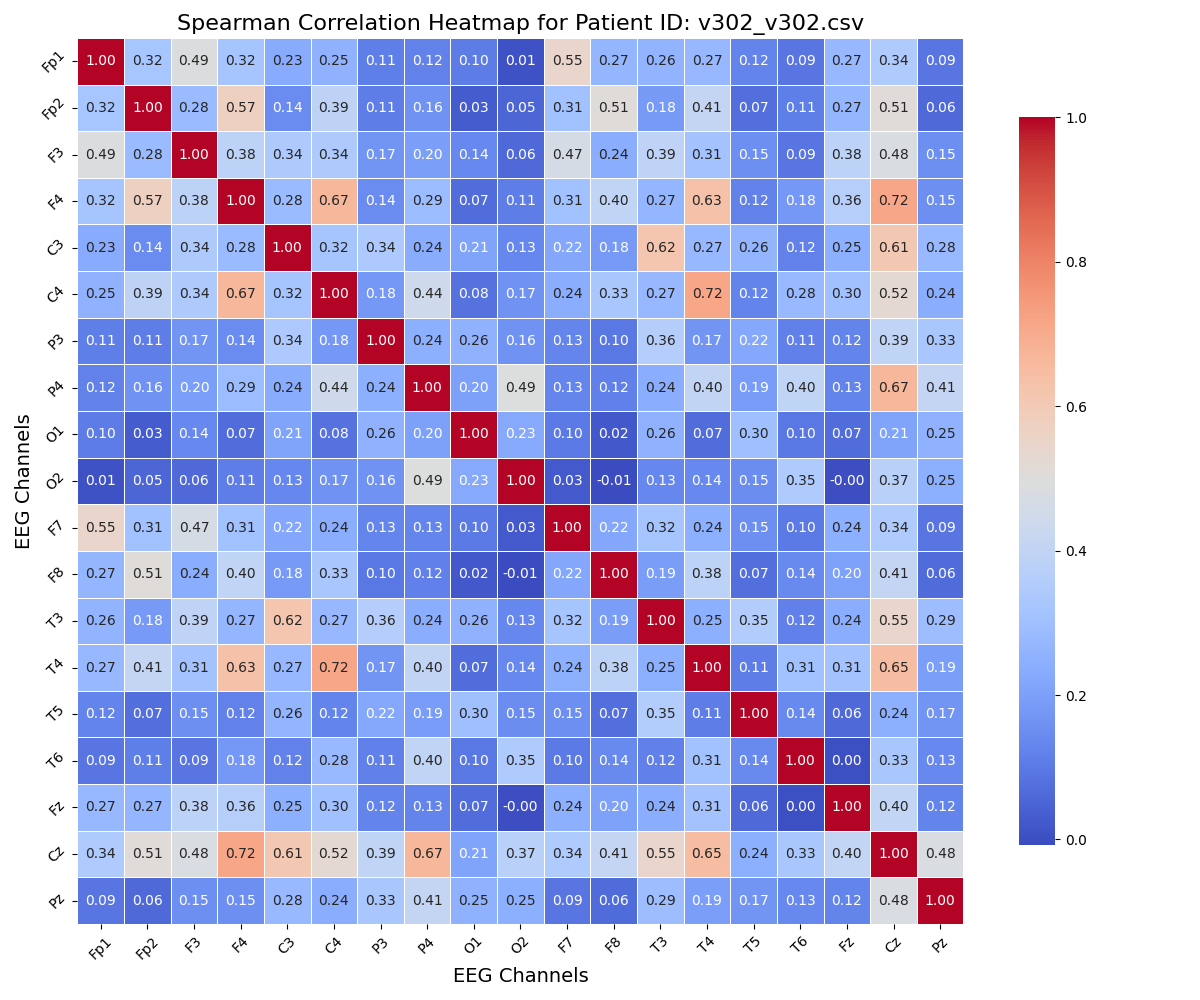 Spearman Correlation Heatmap for Patient ID: v302_v302.csv
Fp1 1.00 0.32 0.49 0.32 0.23 0.25 0.11 0.12 0.10 0.01 0.55 0.27 0.26 0.27 0.12 0.09 0.27 0.34 0.09
Fp2 0.32 1.00 0.28 0.57 0.14 0.39 0.11 0.16 0.03 0.05 0.31 0.51 0.18 0.41 0.07 0.11 0.27 0.51 0.06
F3 0.49 0.28 1.00 0.38 0.34 0.34 0.17 0.20 0.14 0.06 0.47 0.24 0.39 0.31 0.15 0.09 0.38 0.48 0.15
F4 0.32 0.57 0.38 1.00 0.28 0.67 0.14 0.29 0.07 0.11 0.31 0.40 0.27 0.63 0.12 0.18 0.36 0.72 0.15
C3 0.23 0.14 0.34 0.28 1.00 0.32 0.34 0.24 0.21 0.13 0.22 0.18 0.62 0.27 0.26 0.12 0.25 0.61 0.28
C4 0.25 0.39 0.34 0.67 0.32 1.00 0.18 0.44 0.08 0.17 0.24 0.33 0.27 0.72 0.12 0.28 0.30 0.52 0.24
P3 0.11 0.11 0.17 0.14 0.34 0.18 1.00 0.24 0.26 0.16 0.13 0.10 0.36 0.17 0.22 0.11 0.12 0.39 0.33
P4 0.12 0.16 0.20 0.29 0.24 0.44 0.24 1.00 0.20 0.49 0.13 0.12 0.24 0.40 0.19 0.40 0.13 0.67 0.41
O1 0.10 0.03 0.14 0.07 0.21 0.08 0.26 0.20 1.00 0.23 0.10 0.02 0.26 0.07 0.30 0.10 0.07 0.21 0.25
O2 0.01 0.05 0.06 0.11 0.13 0.17 0.16 0.49 0.23 1.00 0.03 -0.01 0.13 0.14 0.15 0.35 -0.00 0.37 0.25
F7 0.55 0.31 0.47 0.31 0.22 0.24 0.13 0.13 0.10 0.03 1.00 0.22 0.32 0.24 0.15 0.10 0.24 0.34 0.09
F8 0.27 0.51 0.24 0.40 0.18 0.33 0.10 0.12 0.02 -0.01 0.22 1.00 0.19 0.38 0.07 0.14 0.20 0.41 0.06
T3 0.26 0.18 0.39 0.27 0.62 0.27 0.36 0.24 0.26 0.13 0.32 0.19 1.00 0.25 0.35 0.12 0.24 0.55 0.29
T4 0.27 0.41 0.31 0.63 0.27 0.72 0.17 0.40 0.07 0.14 0.24 0.38 0.25 1.00 0.11 0.31 0.31 0.65 0.19
T5 0.12 0.07 0.15 0.12 0.26 0.12 0.22 0.19 0.30 0.15 0.15 0.07 0.35 0.11 1.00 0.14 0.06 0.24 0.17
T6 0.09 0.11 0.09 0.18 0.12 0.28 0.11 0.40 0.10 0.35 0.10 0.14 0.12 0.31 0.14 1.00 0.00 0.33 0.13
Fz 0.27 0.27 0.38 0.36 0.25 0.30 0.12 0.13 0.07 -0.00 0.24 0.20 0.24 0.31 0.06 0.00 1.00 0.40 0.12
Cz 0.34 0.51 0.48 0.72 0.61 0.52 0.39 0.67 0.21 0.37 0.34 0.41 0.55 0.65 0.24 0.33 0.40 1.00 0.48
Pz 0.09 0.06 0.15 0.15 0.28 0.24 0.33 0.41 0.25 0.25 0.09 0.06 0.29 0.19 0.17 0.13 0.12 0.48 1.00
Fp1 Fp2 F3 F4 C3 C4 P3 P4 O1 O2 F7 F8 T3 T4 T5 T6 Fz Cz Pz
EEG Channels
EEG Channels
1.0
0.8
0.6
0.4
0.2
0.0